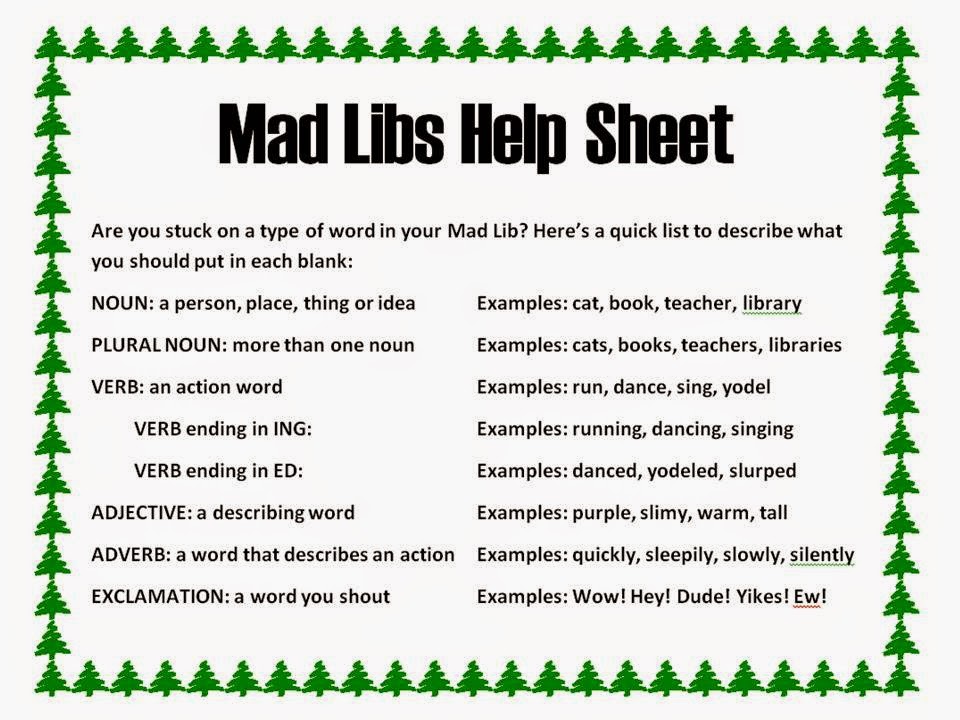 Mad Libs Help Sheet
Are you stuck on a type of word in your Mad Lib? Here's a quick list to describe what
you should put in each blank:
NOUN: a person, place, thing or idea Examples: cat, book, teacher, library
PLURAL NOUN: more than one noun Examples: cats, books, teachers, libraries
VERB: an action word Examples: run, dance, sing, yodel
VERB ending in ING: Examples: running, dancing, singing
VERB ending in ED: Examples: danced, yodeled, slurped
ADJECTIVE: a describing word Examples: purple, slimy, warm, tall
ADVERB: a word that describes an action Examples: quickly, sleepily, slowly, silently
EXCLAMATION: a word you shout Examples: Wow! Hey! Dude! Yikes! Ew!